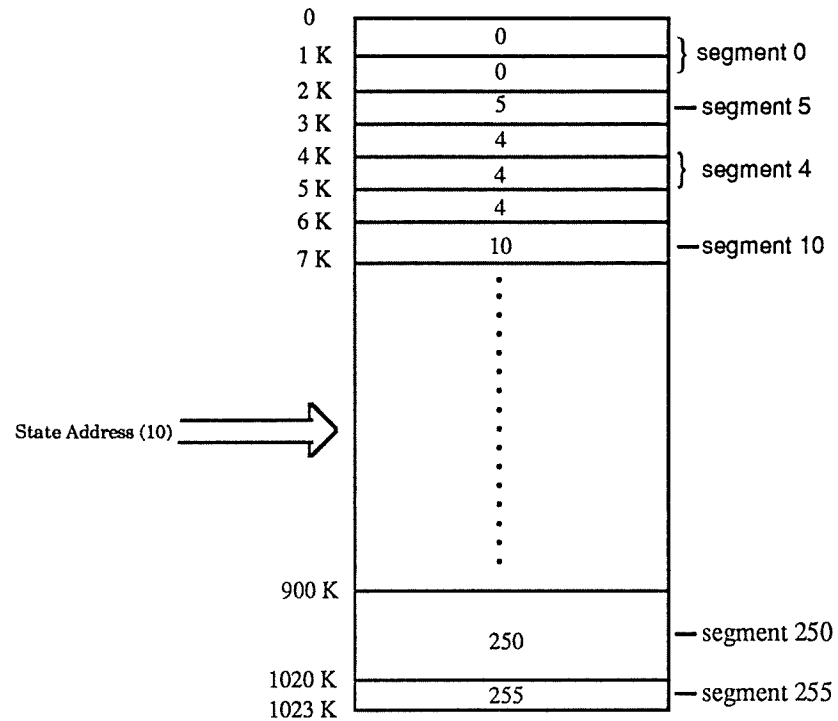 0
0
segment 0
1 K
0
2 K
5
segment 5
3 K
4
4 K
4
segment 4
5 K
4
6 K
10
segment 10
7 K
State Address (10)
900 K
250
segment 250
1020 K
255
segment 255
1023 K